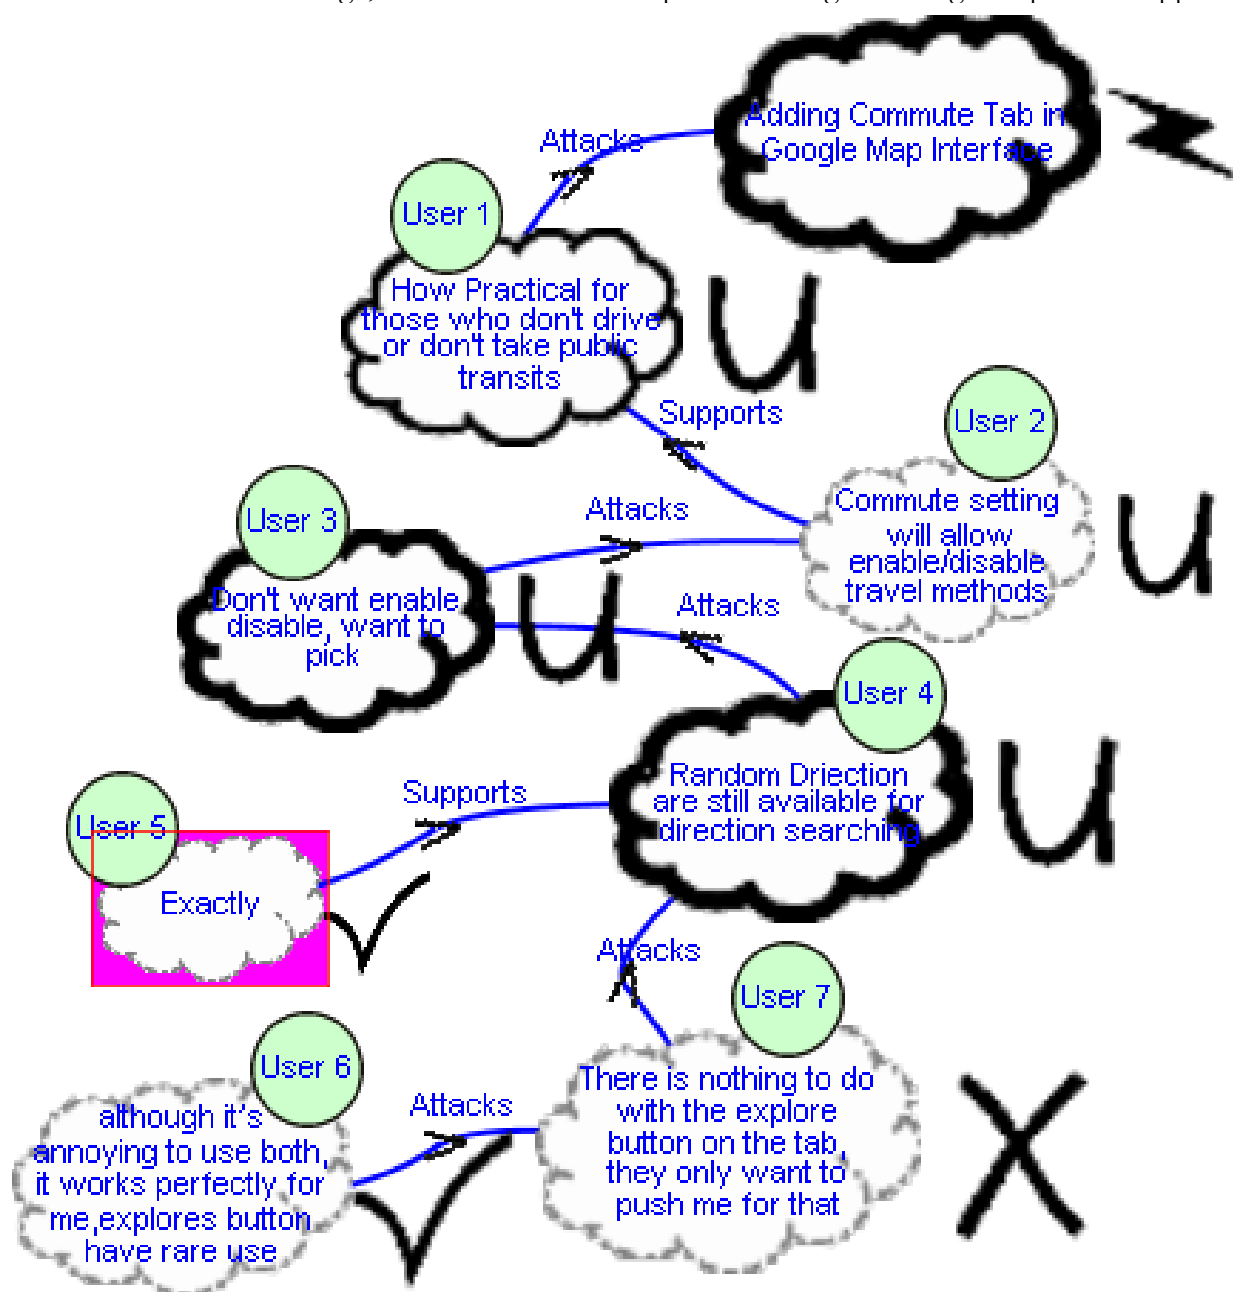 Adding Commute Tab in
Google Map Interface
Attacks
User 1
How Practical for
those who don't drive
or don't take public
transits
U
Supports
User 2
Commute setting
will allow
enable/disable
travel methods
U
Attacks
User 3
Don't want enable
disable, want to
pick
U
Attacks
User 4
Random Driection
are still available for
direction searching
U
Supports
User 5
Exactly
Attacks
User 7
There is nothing to do
with the explore
button on the tab,
they only want to
push me for that
X
Attacks
User 6
although it's
annoying to use both,
it works perfectly for
me,explores button
have rare use